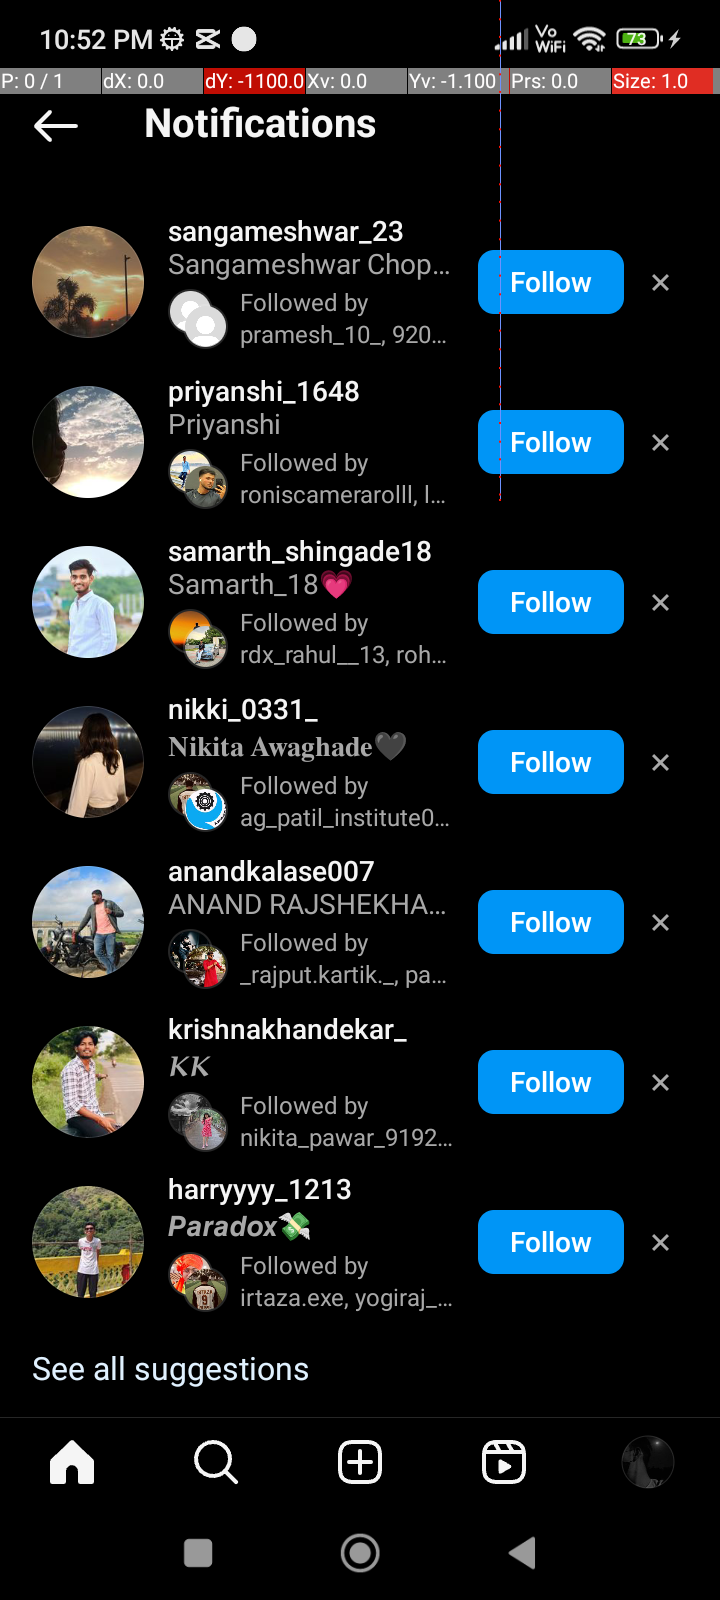 10:52 PM
Vo WiFi
73
P: 0 / 1 dX: 0.0 dY: -1100.0 Xv: 0.0 Yv: -1.100 Prs: 0.0 Size: 1.0
Notifications
sangameshwar_23
Sangameshwar Chop...
Followed by
pramesh_10_, 920...
Follow
priyanshi_1648
Priyanshi
Followed by
roniscamerarolll, l...
Follow
samarth_shingade18
Samarth_18💗
Followed by
rdx_rahul__13, roh...
Follow
nikki_0331_
𝐍𝐢𝐤𝐢𝐭𝐚 𝐀𝐰𝐚𝐠𝐡𝐚𝐝𝐞🖤
Followed by
ag_patil_institute0...
Follow
anandkalase007
ANAND RAJSHEKHA...
Followed by
_rajput.kartik._, pa...
Follow
krishnakhandekar_
𝑲𝑲
Followed by
nikita_pawar_9192...
Follow
harryyyy_1213
𝙋𝙖𝙧𝙖𝙙𝙤𝙭💸
Followed by
irtaza.exe, yogiraj_...
Follow
See all suggestions